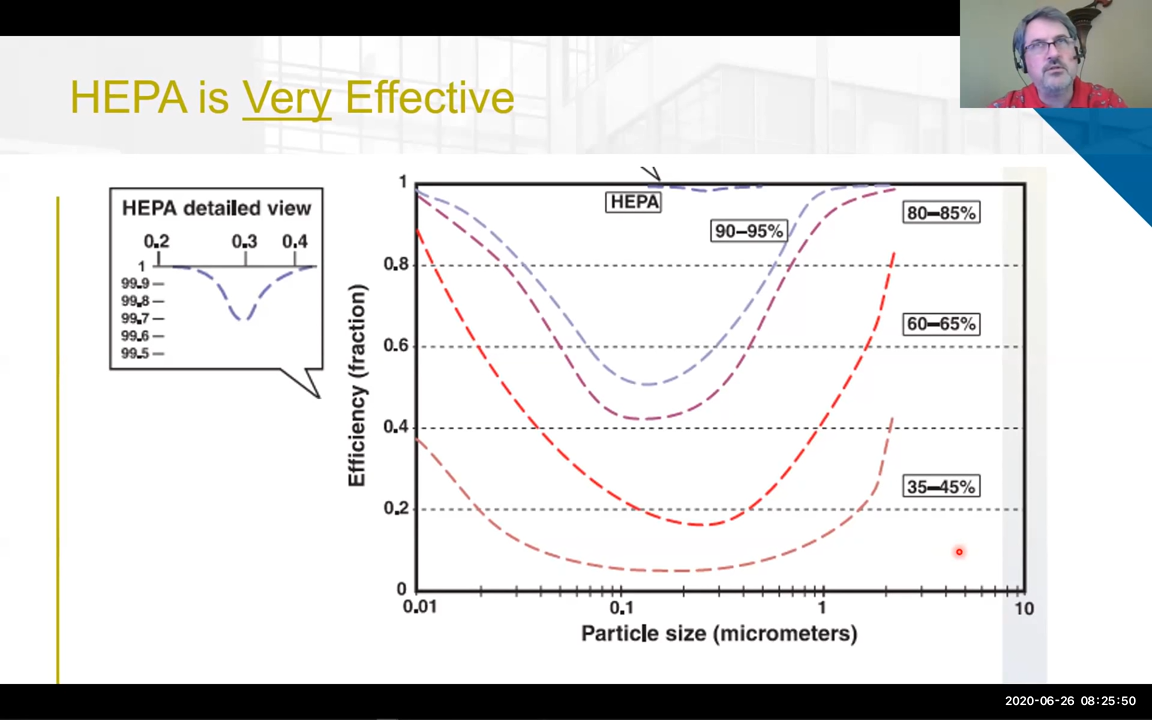 HEPA is Very Effective
HEPA detailed view
0.2 0.3 0.4
1
99.9
99.8
99.7
99.6
99.5
Efficiency (fraction)
1
0.8
0.6
0.4
0.2
0
HEPA
90–95%
80–85%
60–65%
35–45%
0.01 0.1 1 10
Particle size (micrometers)
2020-06-26 08:25:50